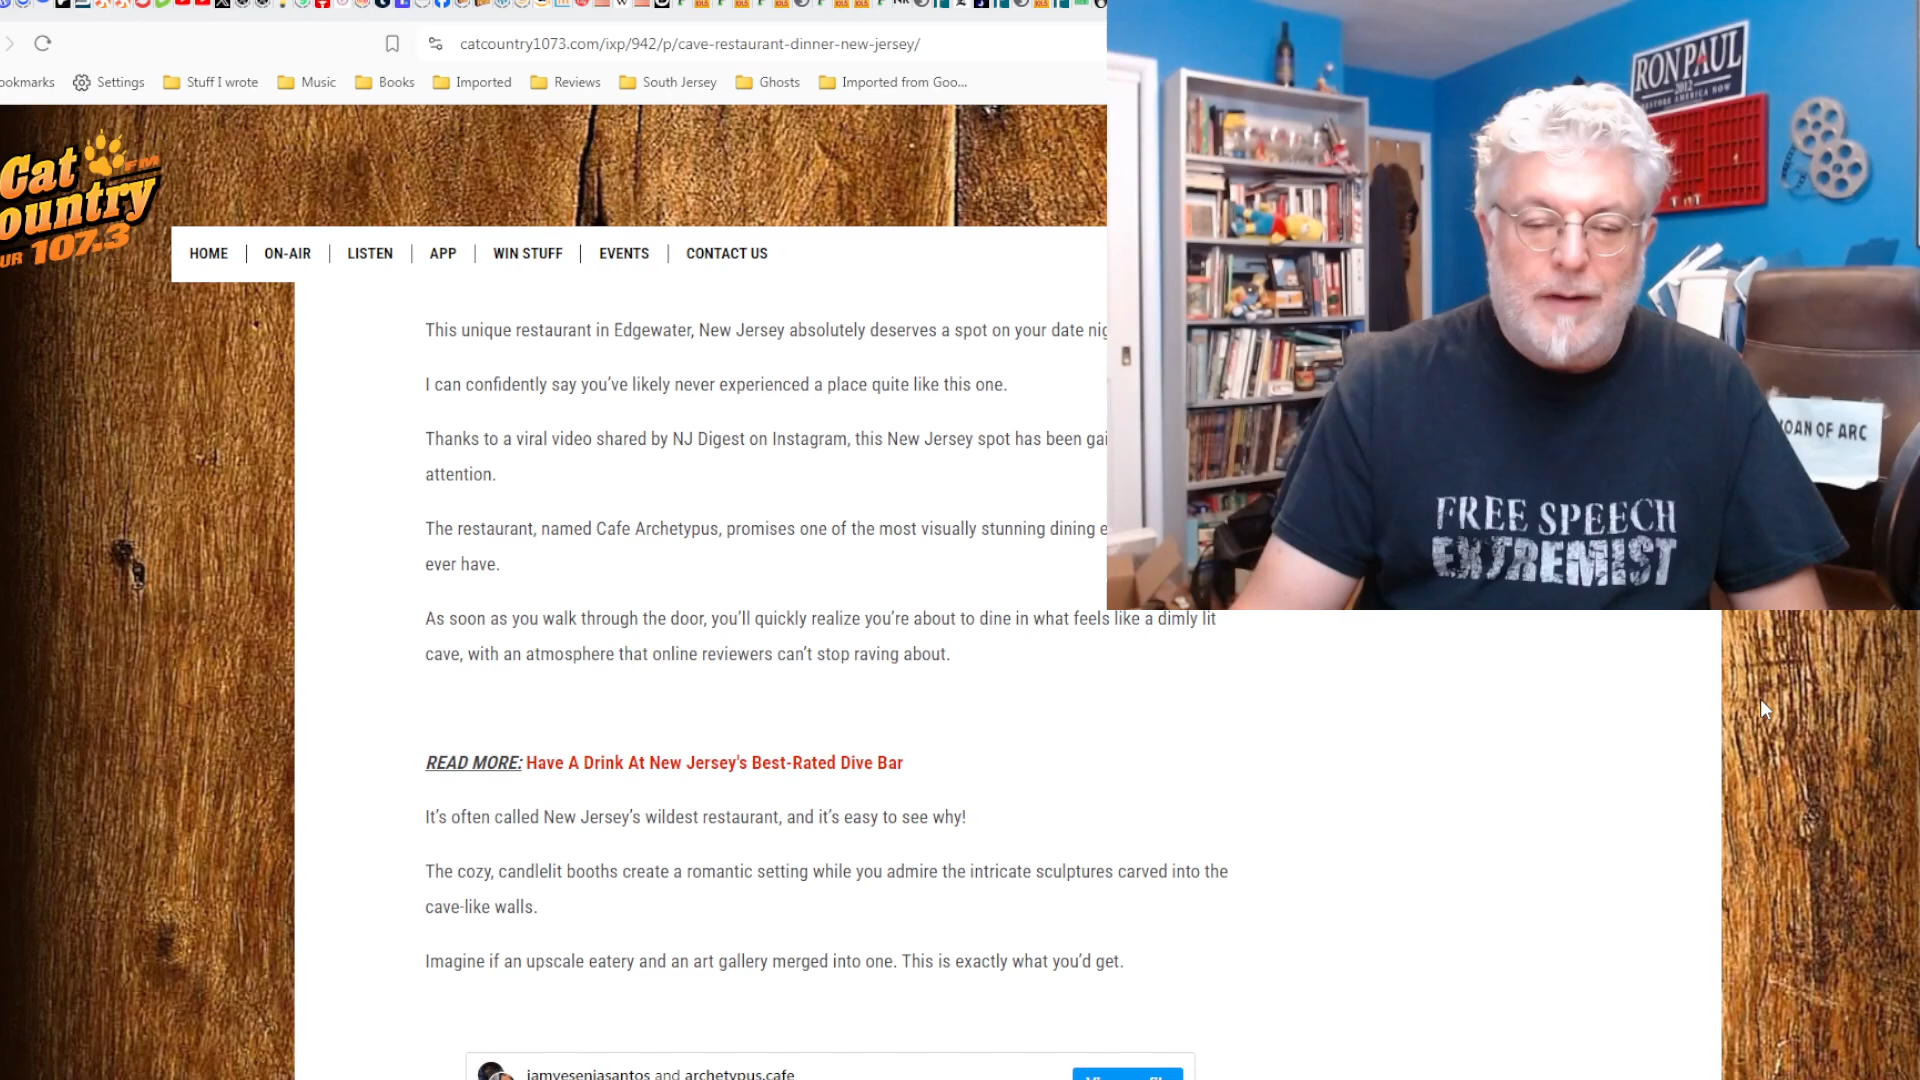 catcountry1073.com/ixp/942/p/cave-restaurant-dinner-new-jersey/
ookmarks Settings Stuff I wrote Music Books Imported Reviews South Jersey Ghosts Imported from Goo...
Cat
ountry FM
UR 107.3
HOME ON-AIR LISTEN APP WIN STUFF EVENTS CONTACT US
This unique restaurant in Edgewater, New Jersey absolutely deserves a spot on your date nig
I can confidently say you've likely never experienced a place quite like this one.
Thanks to a viral video shared by NJ Digest on Instagram, this New Jersey spot has been gai
attention.
The restaurant, named Cafe Archetypus, promises one of the most visually stunning dining e
ever have.
As soon as you walk through the door, you'll quickly realize you're about to dine in what feels like a dimly lit
cave, with an atmosphere that online reviewers can't stop raving about.
READ MORE: Have A Drink At New Jersey's Best-Rated Dive Bar
It's often called New Jersey's wildest restaurant, and it's easy to see why!
The cozy, candlelit booths create a romantic setting while you admire the intricate sculptures carved into the
cave-like walls.
Imagine if an upscale eatery and an art gallery merged into one. This is exactly what you'd get.
iamyeseniasantos and archetypus.cafe
RON PAUL
2012
RESTORE AMERICA NOW
JOAN OF ARC
FREE SPEECH
EXTREMIST